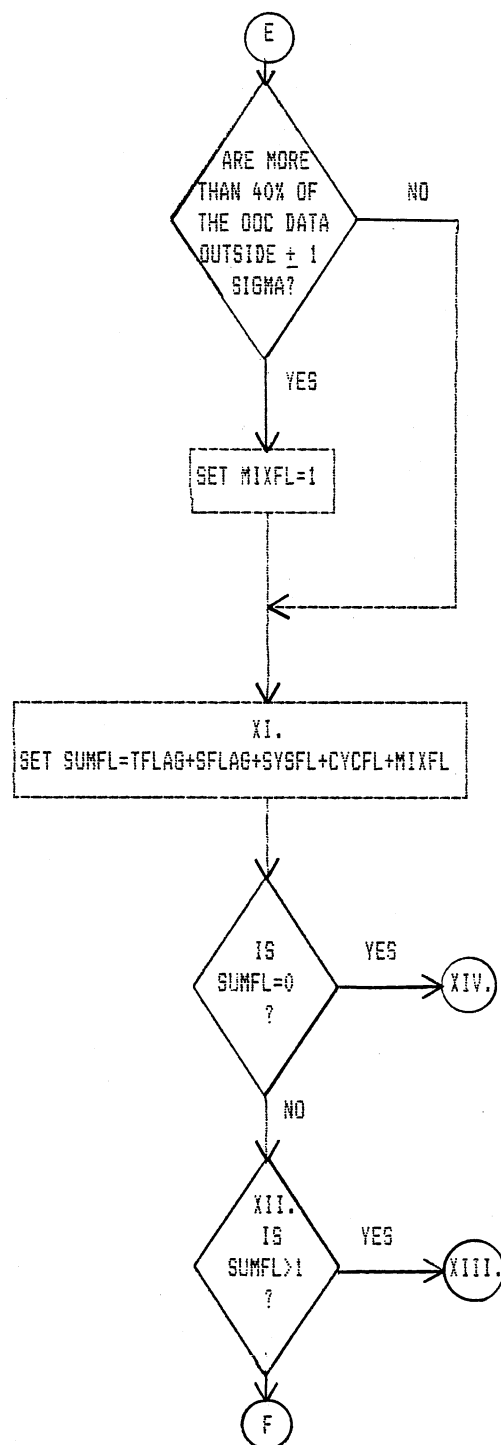 E
ARE MORE
THAN 40% OF
THE OOC DATA
OUTSIDE ± 1
SIGMA?
NO
YES
SET MIXFL=1
XI.
SET SUMFL=TFLAG+SFLAG+SYSFL+CYCFL+MIXFL
IS
SUMFL=0
?
YES
XIV.
NO
XII.
IS
SUMFL>1
?
YES
XIII.
F